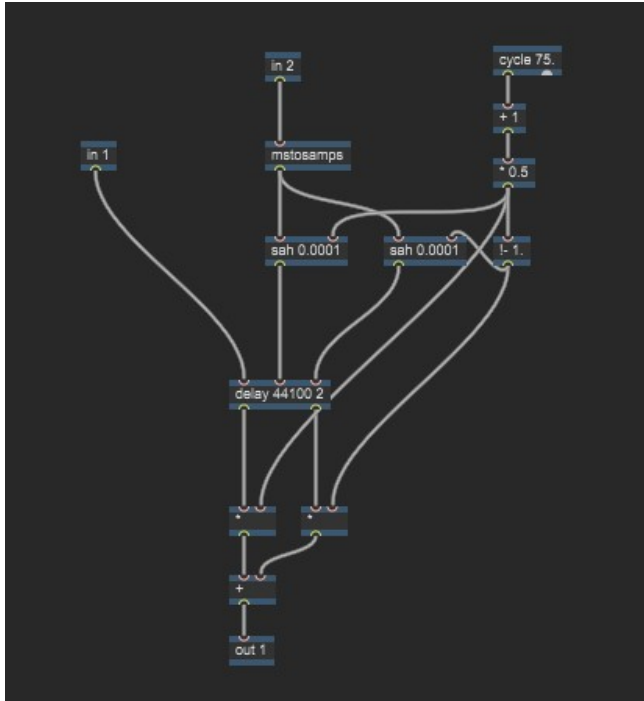 cycle 75.
in 2
+ 1
in 1
mstosamps
* 0.5
sah 0.0001
sah 0.0001
!- 1.
delay 44100 2
*
*
+
out 1